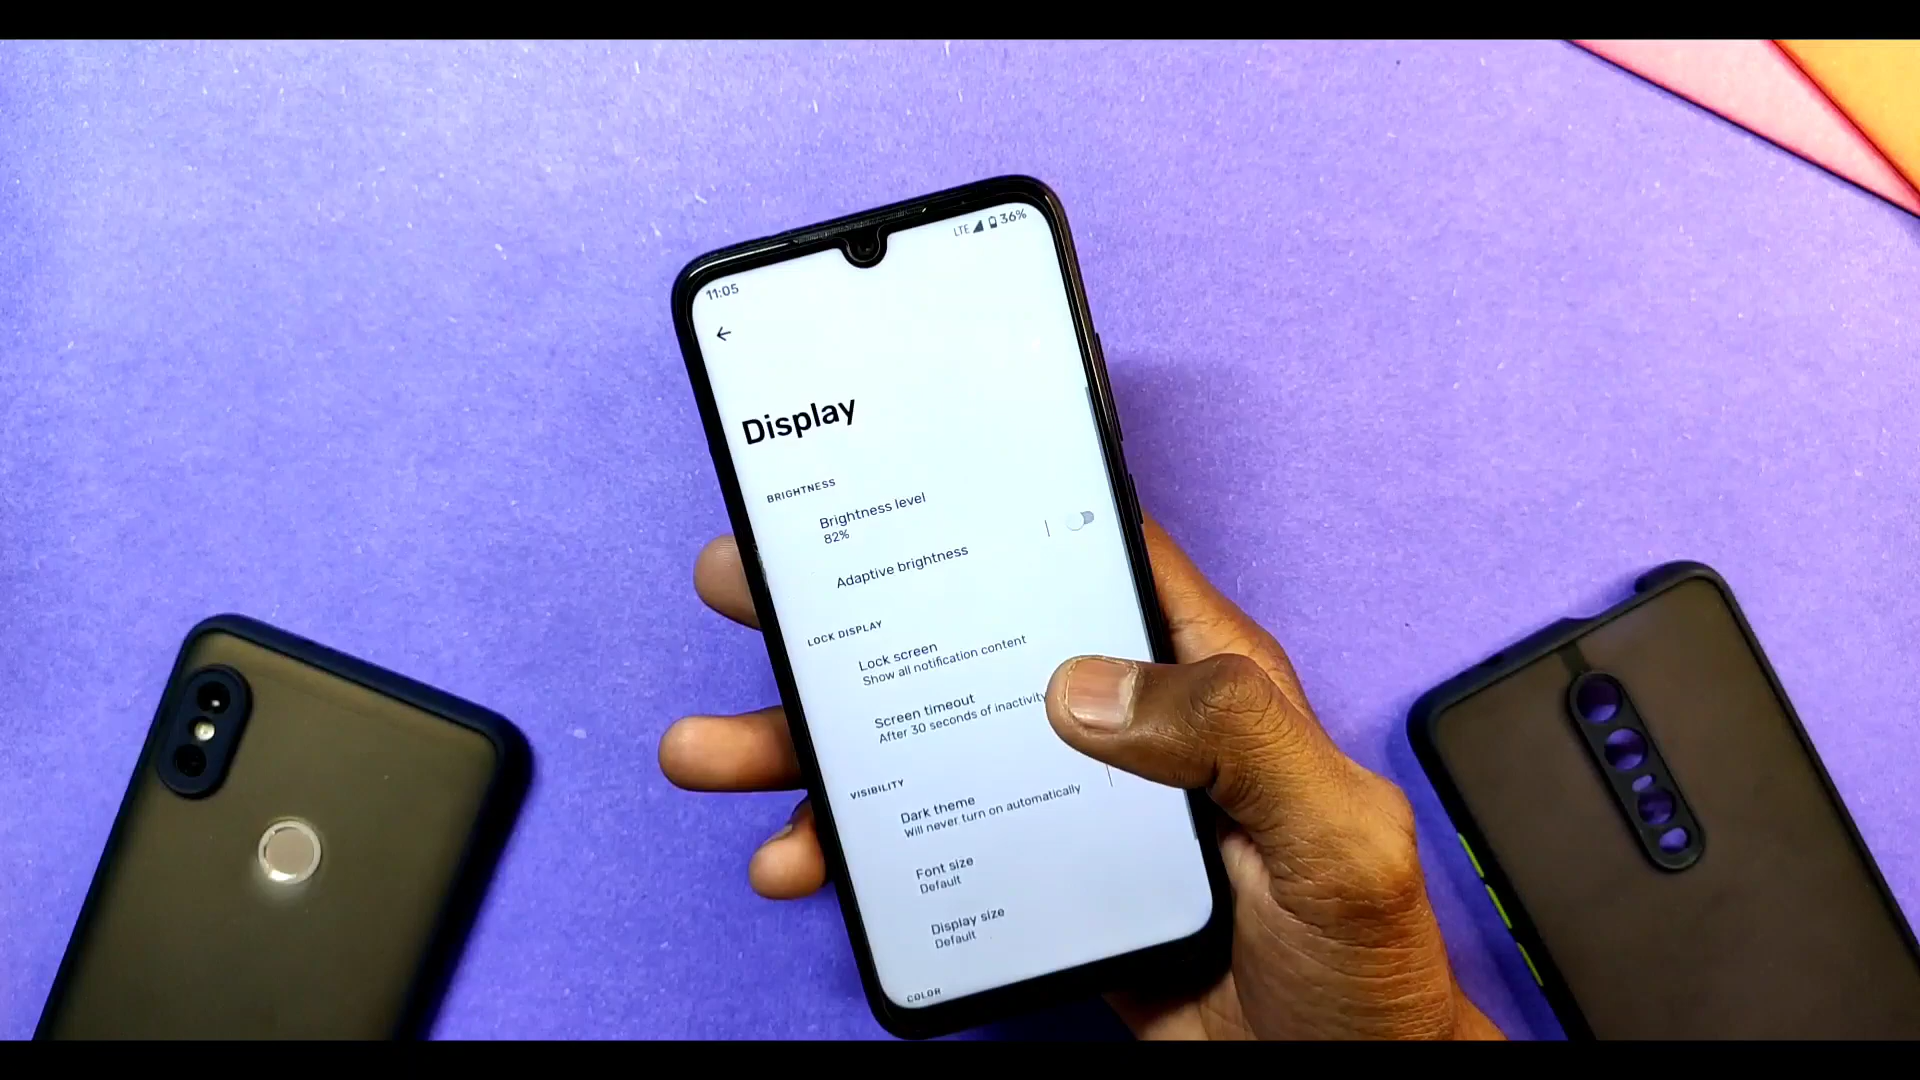 11:05
LTE 36%
Display
BRIGHTNESS
Brightness level
82%
Adaptive brightness
LOCK DISPLAY
Lock screen
Show all notification content
Screen timeout
After 30 seconds of inactivity
VISIBILITY
Dark theme
Will never turn on automatically
Font size
Default
Display size
Default
COLOR